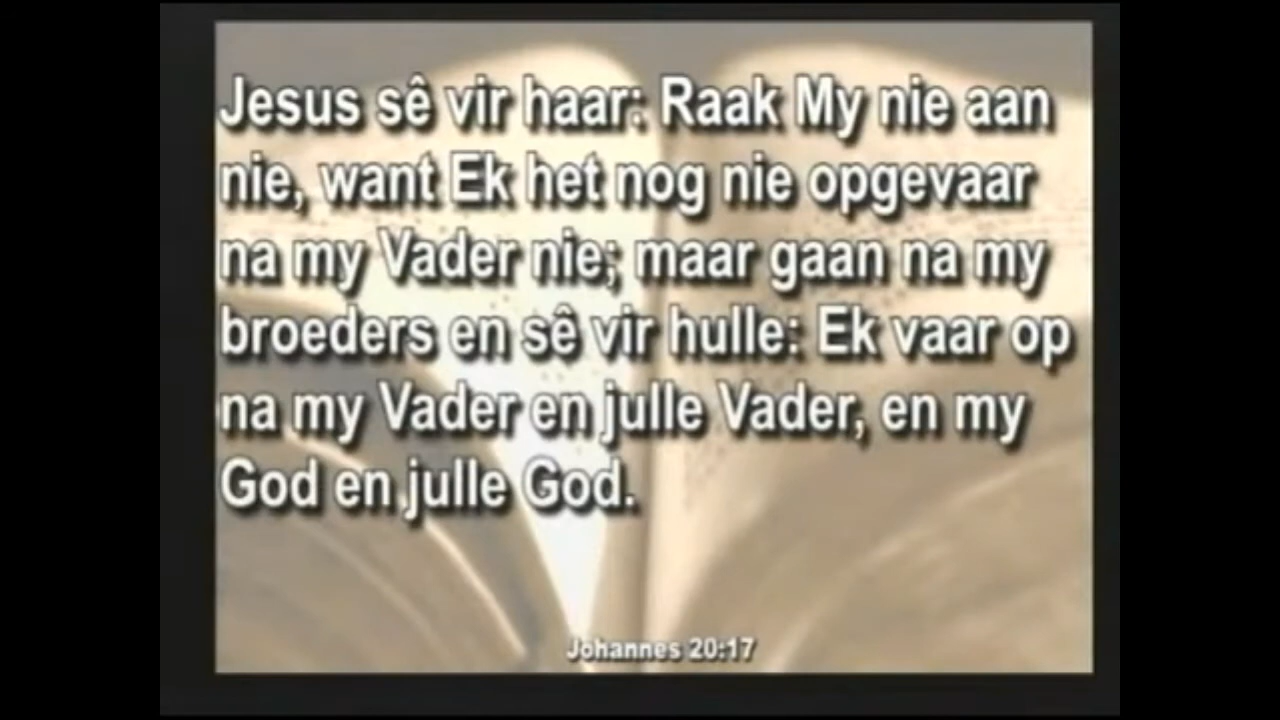 Jesus sê vir haar: Raak My nie aan
nie, want Ek het nog nie opgevaar
na my Vader nie; maar gaan na my
broeders en sê vir hulle: Ek vaar op
na my Vader en julle Vader, en my
God en julle God.
Johannes 20:17